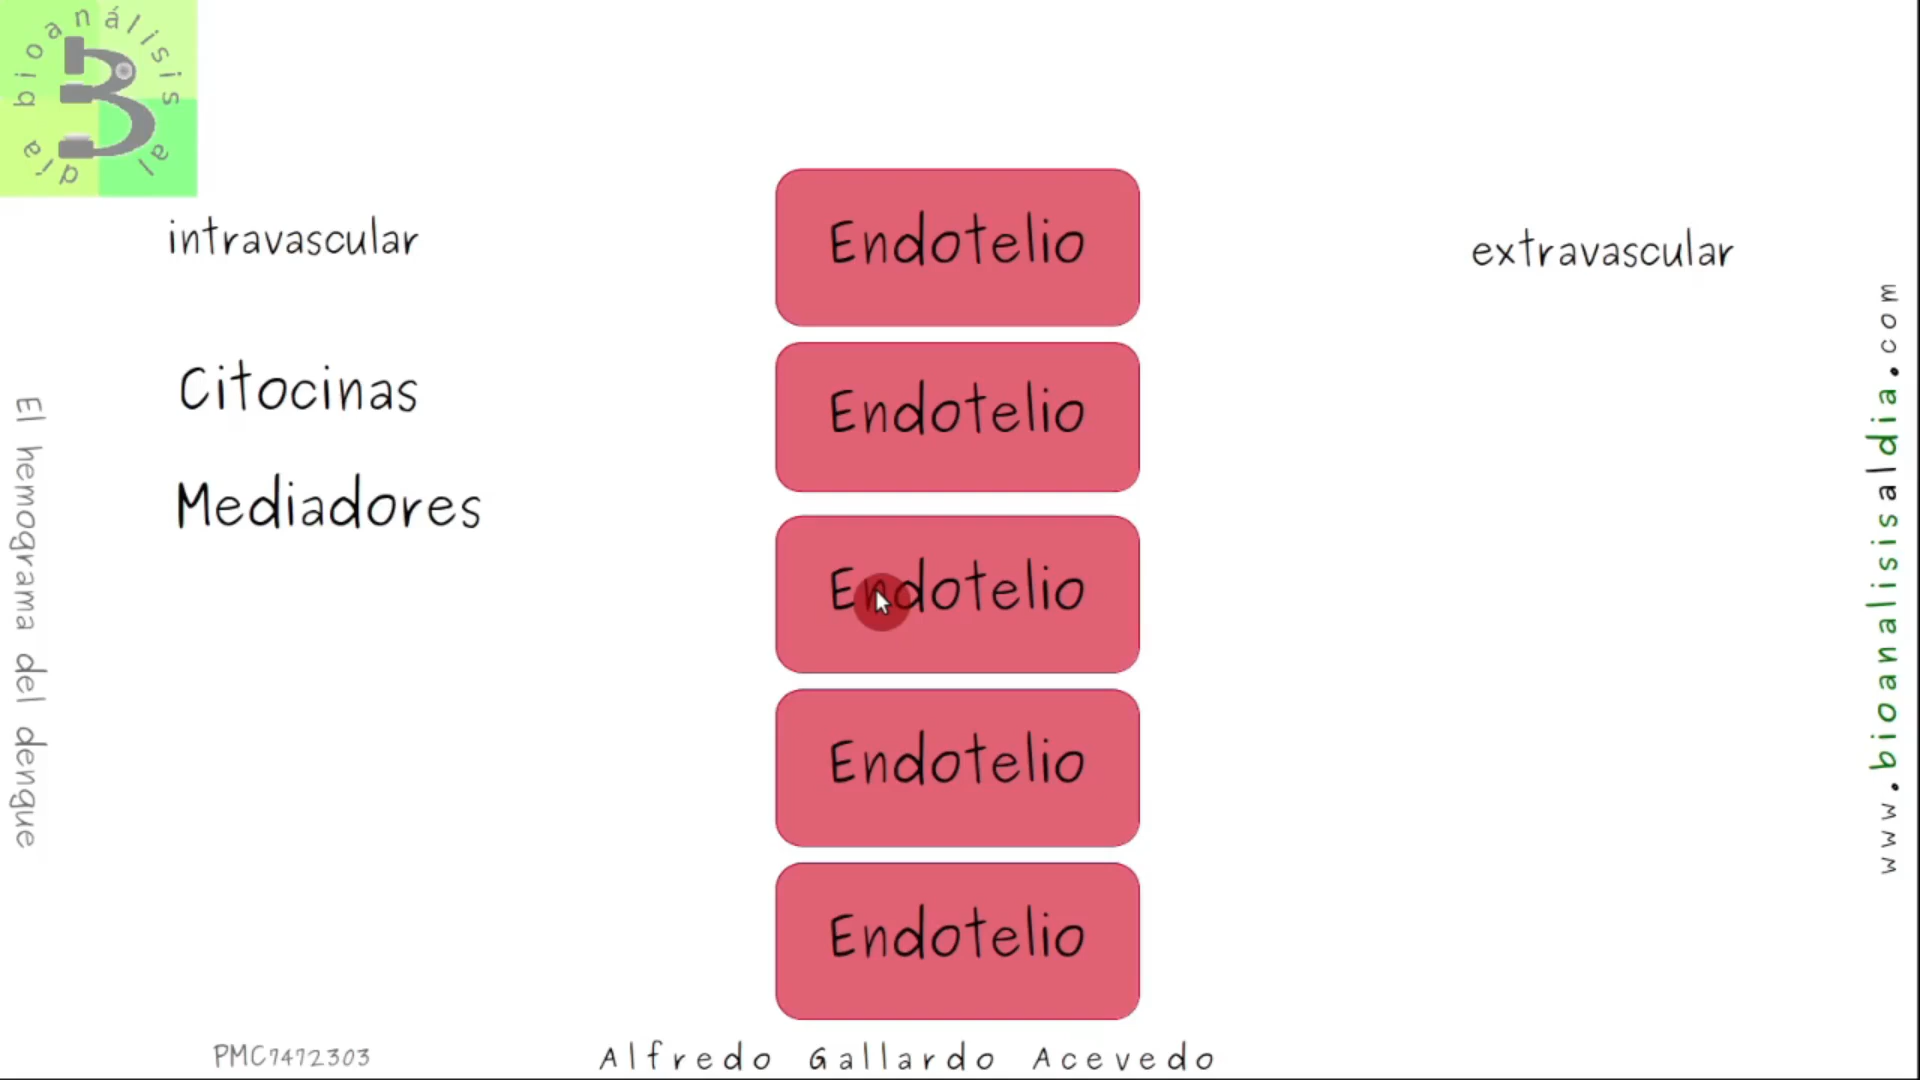 bioanálisis al día
intravascular
extravascular
Citocinas
Mediadores
Endotelio
Endotelio
Endotelio
Endotelio
Endotelio
El hemograma del dengue
www.bioanalisisaldia.com
PMC7472303
Alfredo Gallardo Acevedo